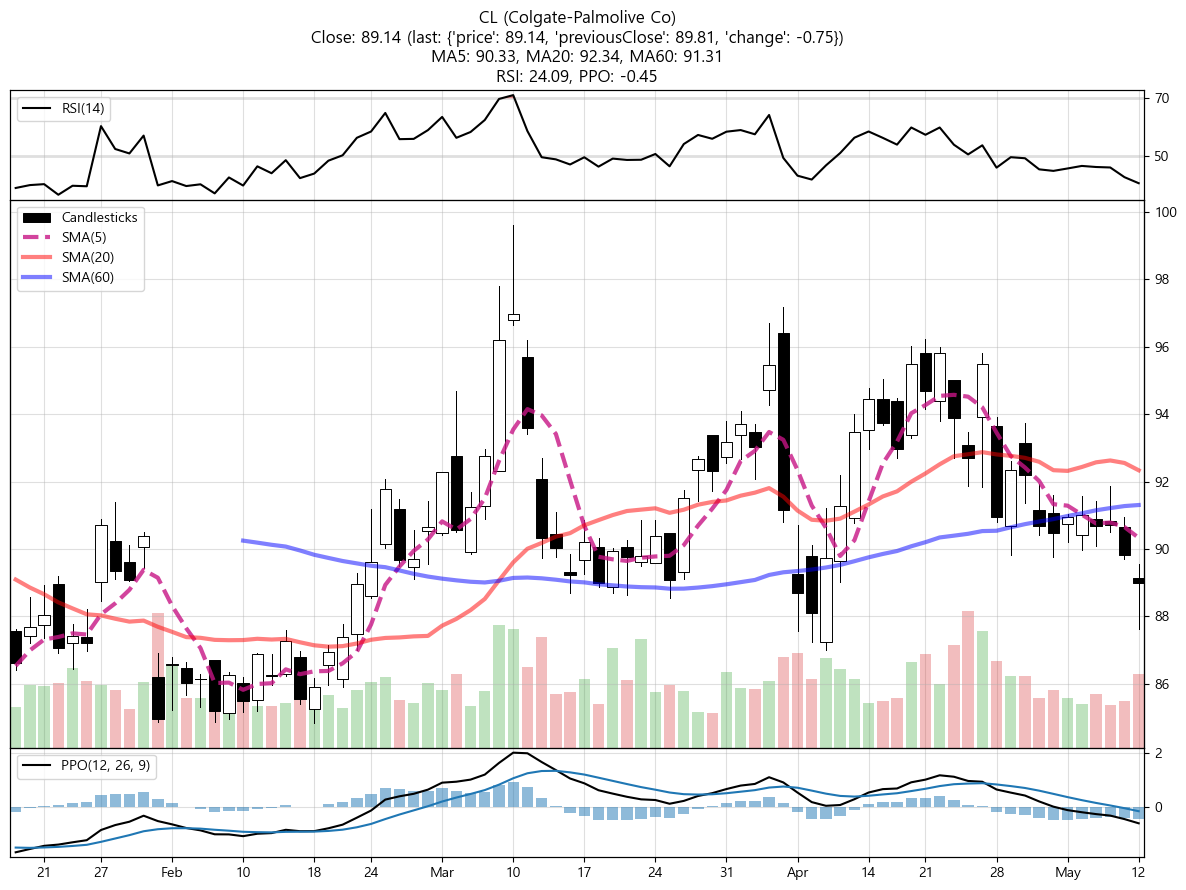 CL (Colgate-Palmolive Co)
Close: 89.14 (last: {'price': 89.14, 'previousClose': 89.81, 'change': -0.75})
MA5: 90.33, MA20: 92.34, MA60: 91.31
RSI: 24.09, PPO: -0.45
RSI(14)
70
50
Candlesticks
SMA(5)
SMA(20)
SMA(60)
100
98
96
94
92
90
88
86
PPO(12, 26, 9)
2
0
21 27 Feb 10 18 24 Mar 10 17 24 31 Apr 14 21 28 May 12